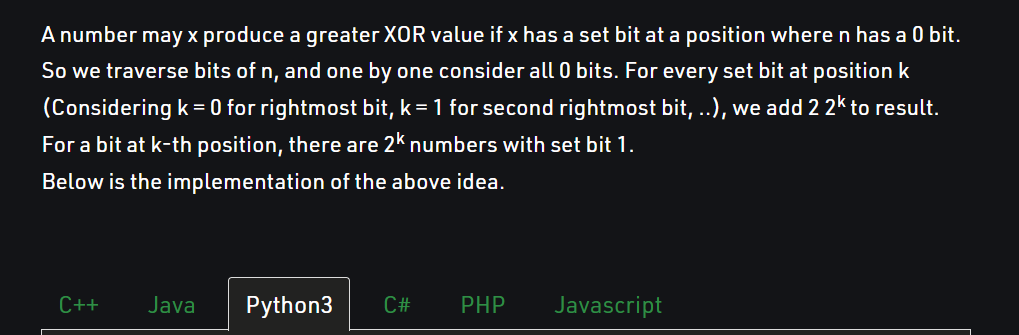 A number may x produce a greater XOR value if x has a set bit at a position where n has a 0 bit.
So we traverse bits of n, and one by one consider all 0 bits. For every set bit at position k
(Considering k = 0 for rightmost bit, k = 1 for second rightmost bit, ..), we add 2 2ᵏ to result.
For a bit at k-th position, there are 2ᵏ numbers with set bit 1.
Below is the implementation of the above idea.
C++ Java Python3 C# PHP Javascript